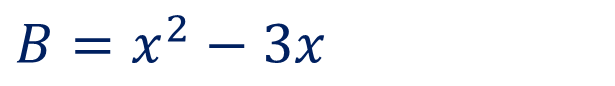 B = x² − 3x